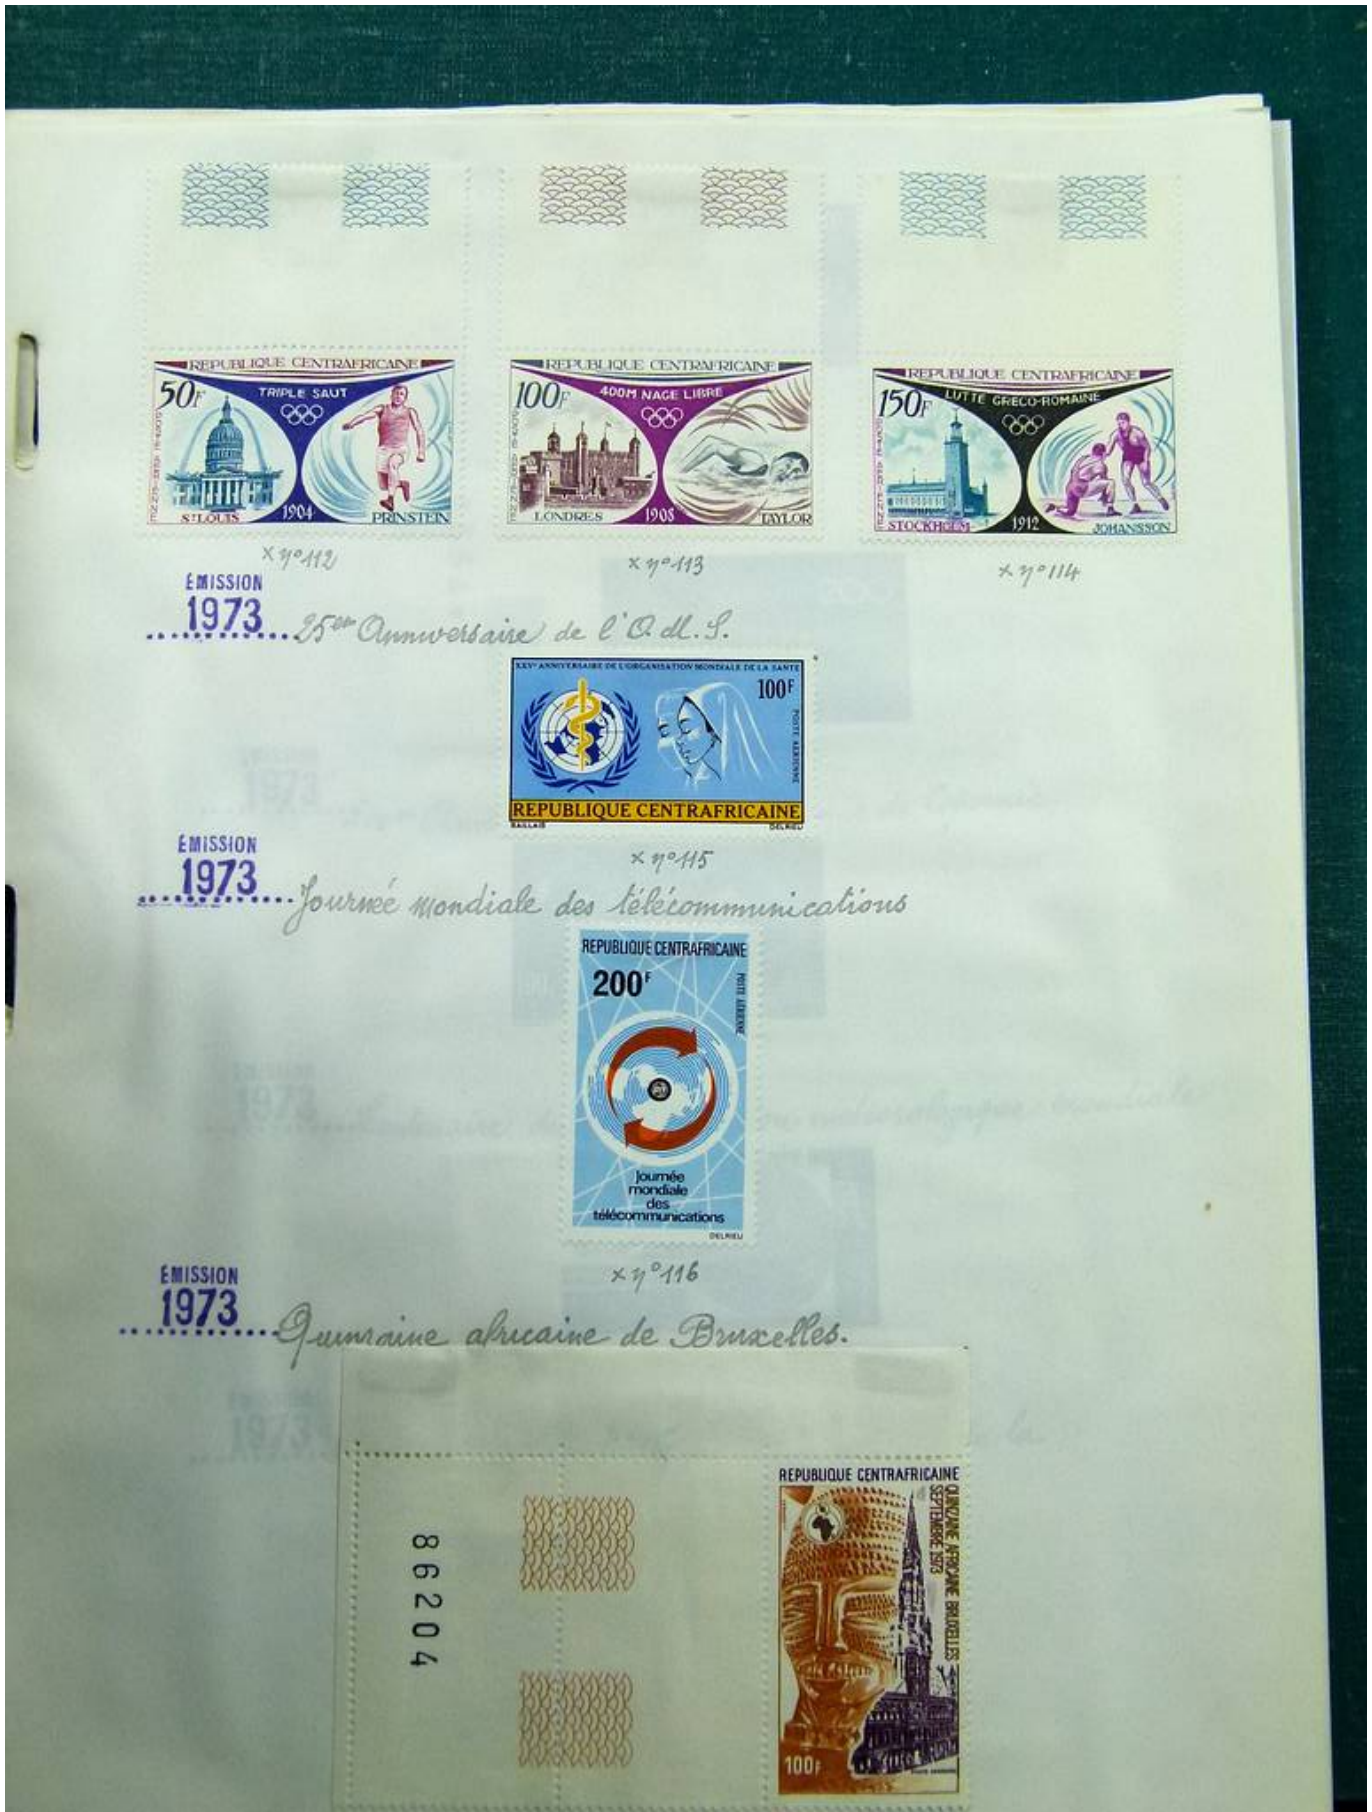 REPUBLIQUE CENTRAFRICAINE
50F
TRIPLE SAUT
ST LOUIS
1904
PRINSTEIN
REPUBLIQUE CENTRAFRICAINE
100F
400M NAGE LIBRE
LONDRES
1908
TAYLOR
REPUBLIQUE CENTRAFRICAINE
150F
LUTTE GRECO-ROMAINE
STOCKHOLM
1912
JOHANSSON
x n° 112
x n° 113
x n° 114
ÉMISSION
1973
25em Anniversaire de l'O.M.S.
XXVe ANNIVERSAIRE DE L'ORGANISATION MONDIALE DE LA SANTE
100F
POSTE AERIENNE
REPUBLIQUE CENTRAFRICAINE
BAILLAIS
DELRIEU
x n° 115
ÉMISSION
1973
Journée mondiale des télécommunications
REPUBLIQUE CENTRAFRICAINE
200F
POSTE AÉRIENNE
Journée
mondiale
des
télécommunications
DELRIEU
x n° 116
ÉMISSION
1973
Quinzaine africaine de Bruxelles.
86204
REPUBLIQUE CENTRAFRICAINE
QUINZAINE AFRICAINE BRUXELLES
SEPTEMBRE 1973
100F